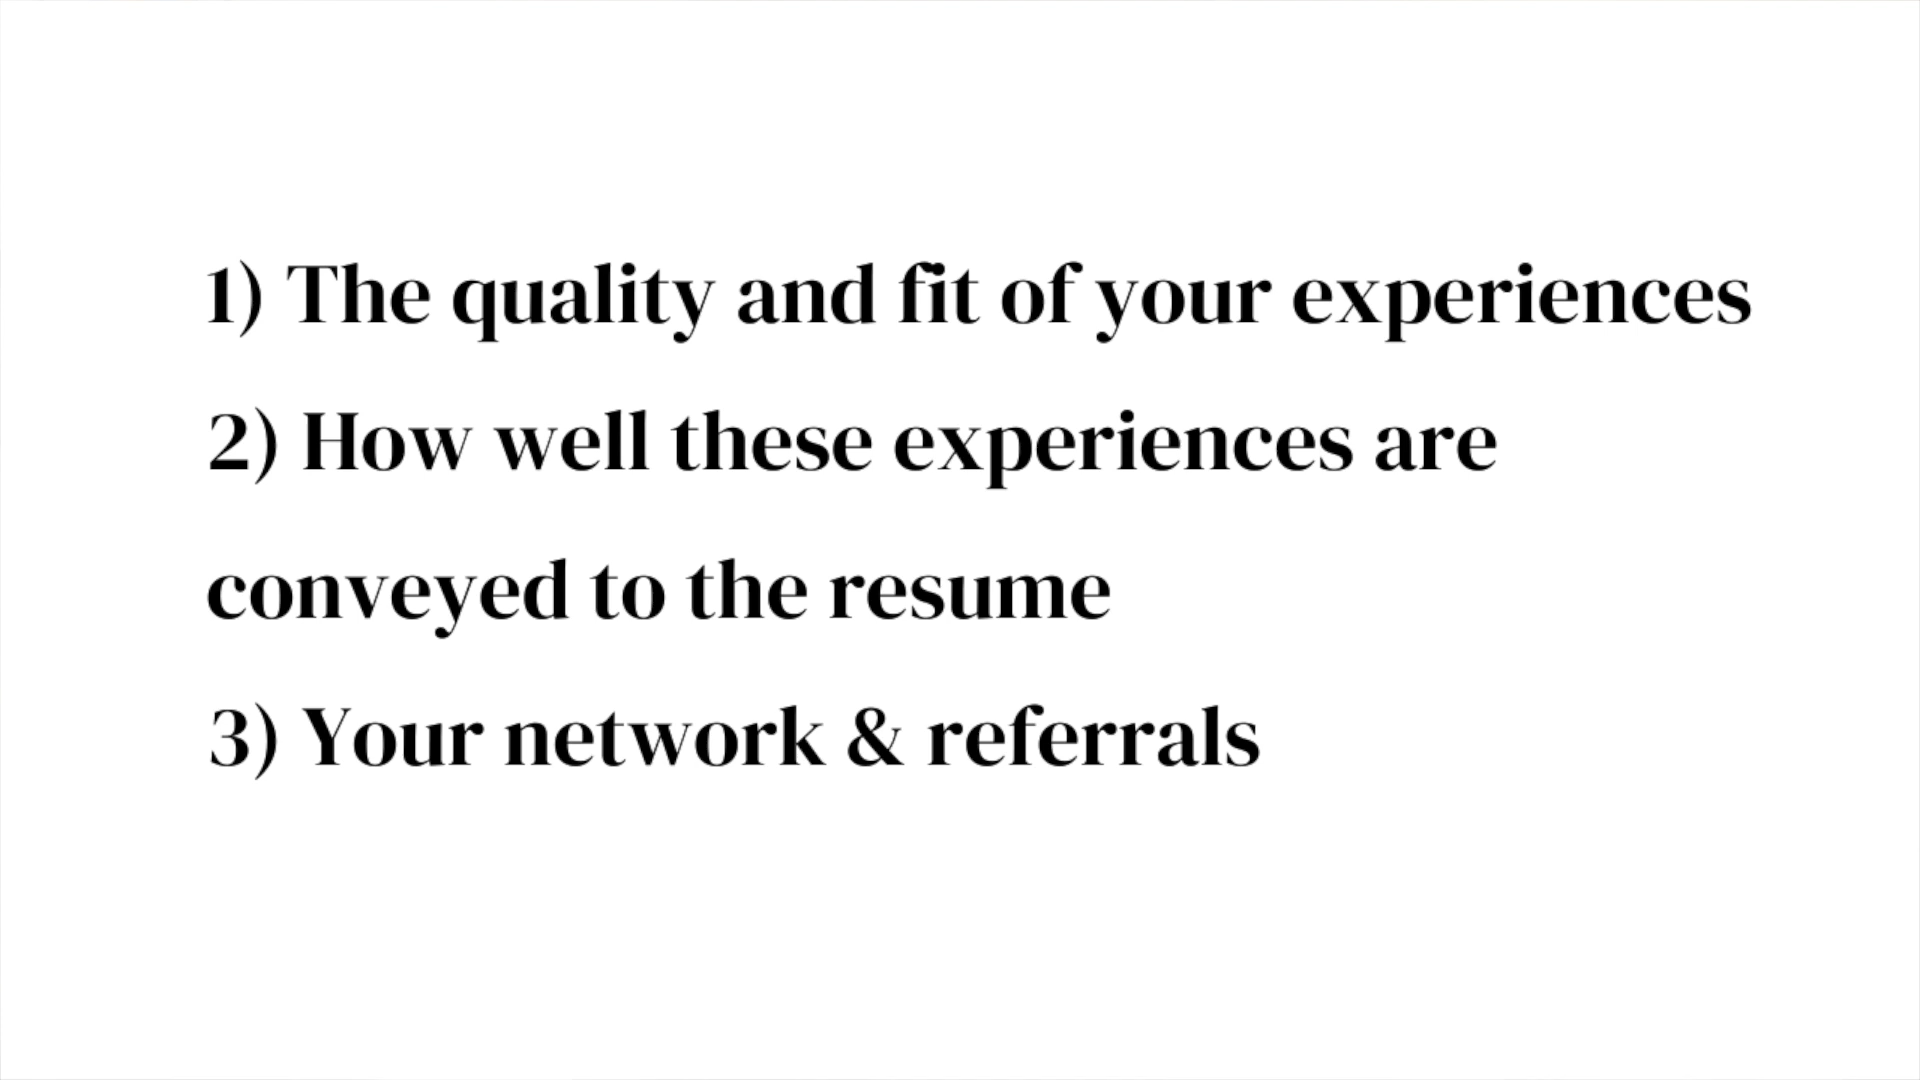 1) The quality and fit of your experiences
2) How well these experiences are
conveyed to the resume
3) Your network & referrals